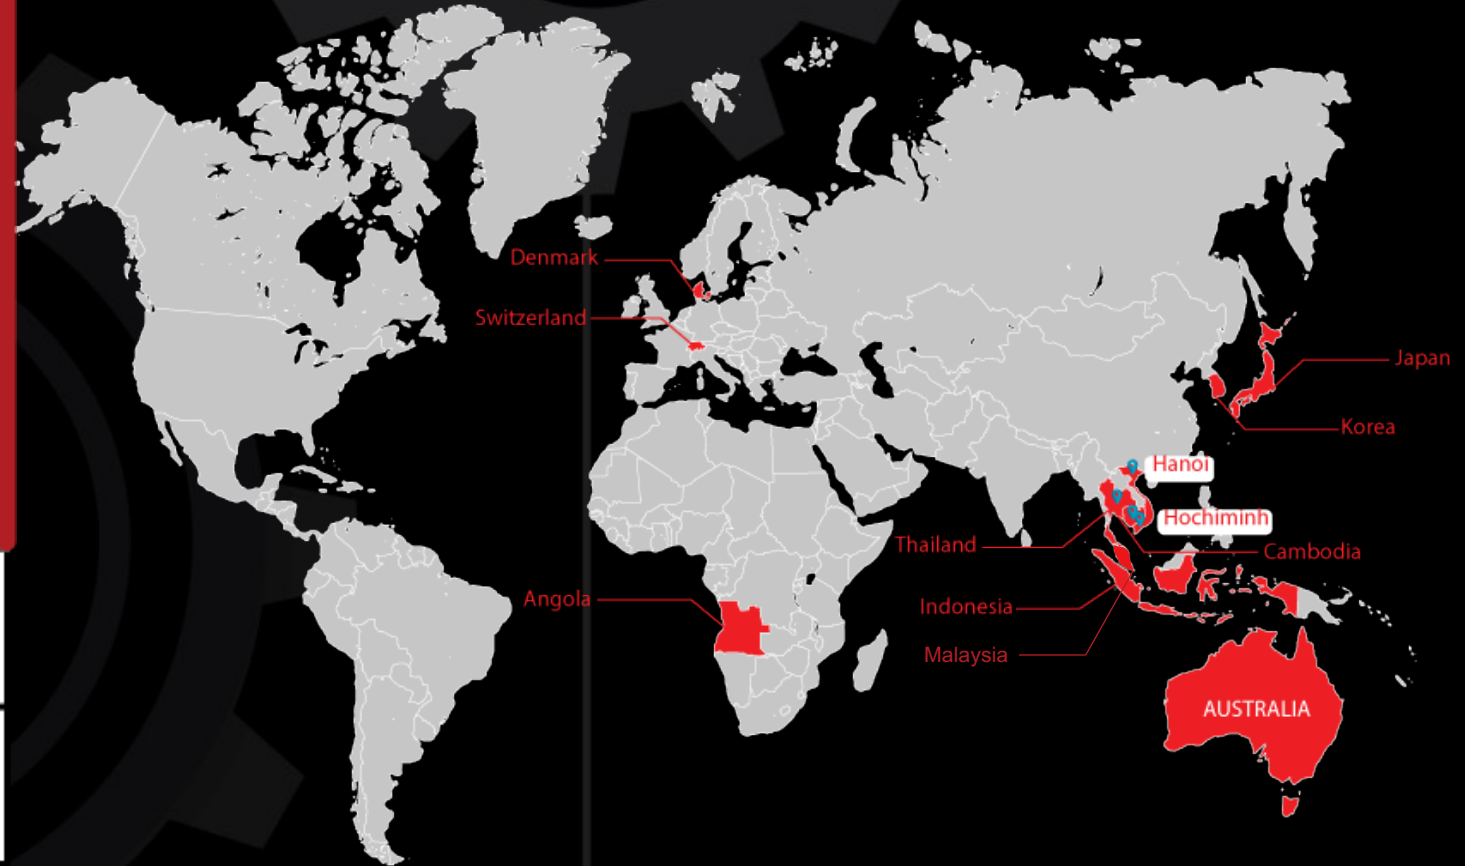 Denmark
Switzerland
Japan
Korea
Hanoi
Hochiminh
Thailand
Cambodia
Angola
Indonesia
Malaysia
AUSTRALIA